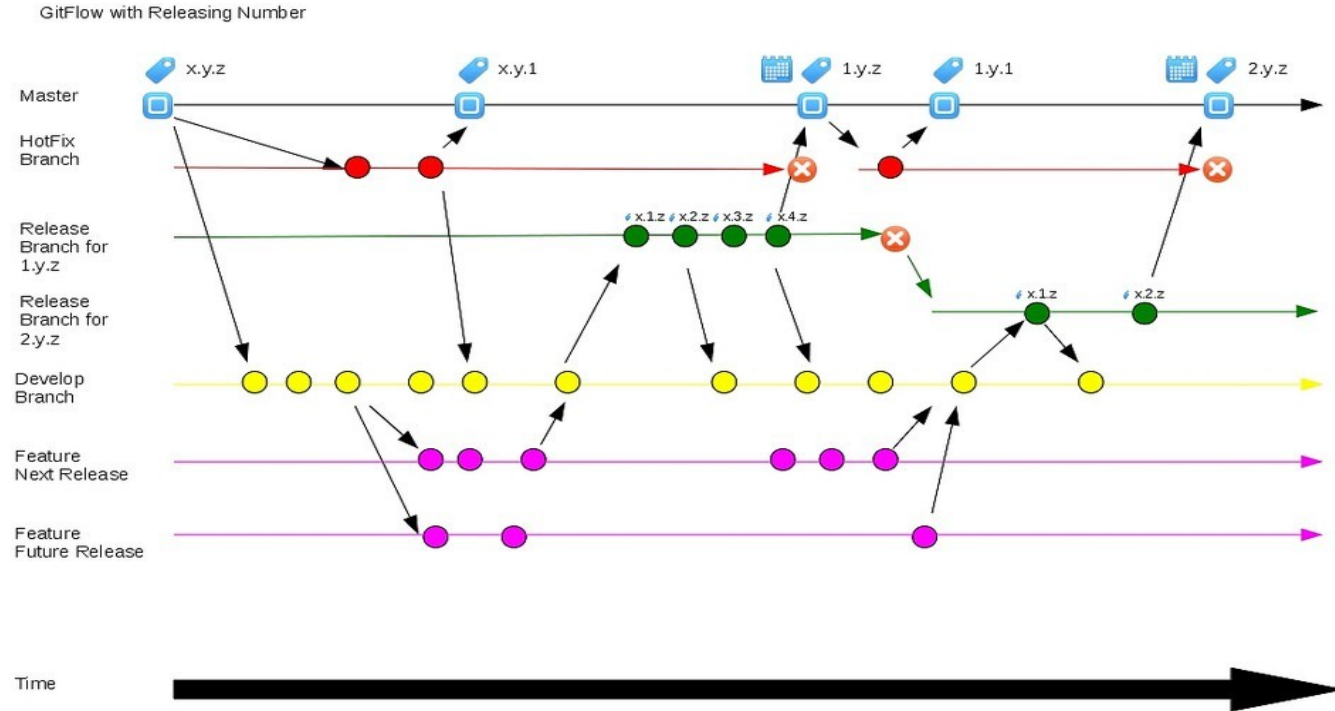 GitFlow with Releasing Number
x.y.z
x.y.1
1.y.z
1.y.1
2.y.z
Master
HotFix
Branch
x.1.z
x.2.z
x.3.z
x.4.z
Release
Branch for
1.y.z
Release
Branch for
2.y.z
x.1.z
x.2.z
Develop
Branch
Feature
Next Release
Feature
Future Release
Time